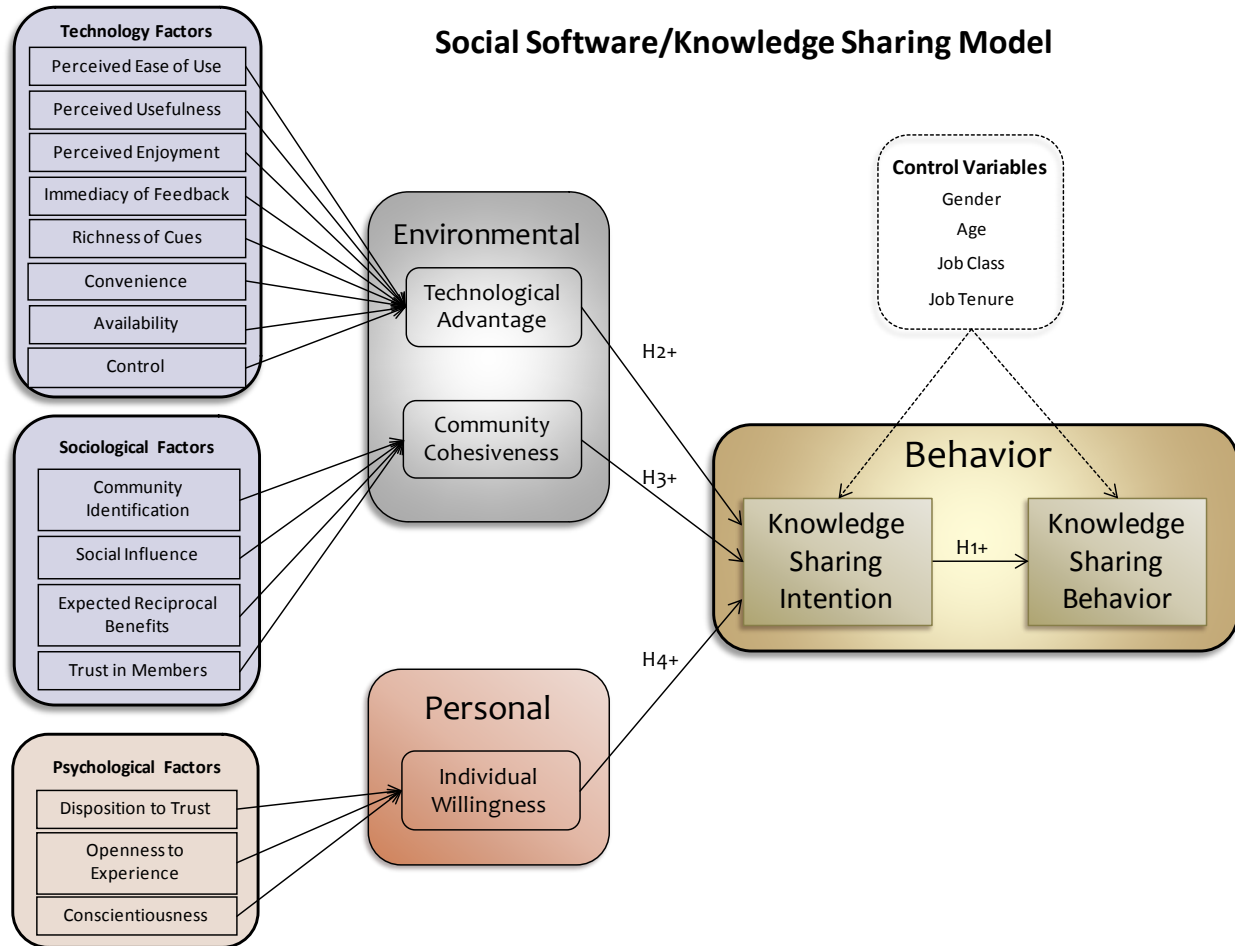 Social Software/Knowledge Sharing Model
Technology Factors
Perceived Ease of Use
Perceived Usefulness
Perceived Enjoyment
Immediacy of Feedback
Richness of Cues
Convenience
Availability
Control
Sociological Factors
Community
Identification
Social Influence
Expected Reciprocal
Benefits
Trust in Members
Psychological Factors
Disposition to Trust
Openness to
Experience
Conscientiousness
Environmental
Technological
Advantage
Community
Cohesiveness
Personal
Individual
Willingness
H2+
H3+
H4+
Control Variables
Gender
Age
Job Class
Job Tenure
Behavior
Knowledge
Sharing
Intention
H1+
Knowledge
Sharing
Behavior